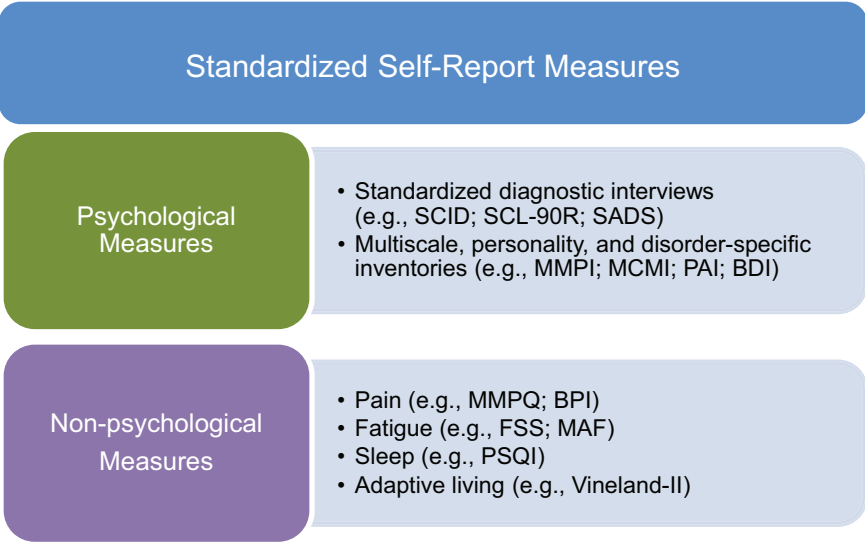 Standardized Self-Report Measures
Psychological
Measures
• Standardized diagnostic interviews
(e.g., SCID; SCL-90R; SADS)
• Multiscale, personality, and disorder-specific
inventories (e.g., MMPI; MCMI; PAI; BDI)
Non-psychological
Measures
• Pain (e.g., MMPQ; BPI)
• Fatigue (e.g., FSS; MAF)
• Sleep (e.g., PSQI)
• Adaptive living (e.g., Vineland-II)